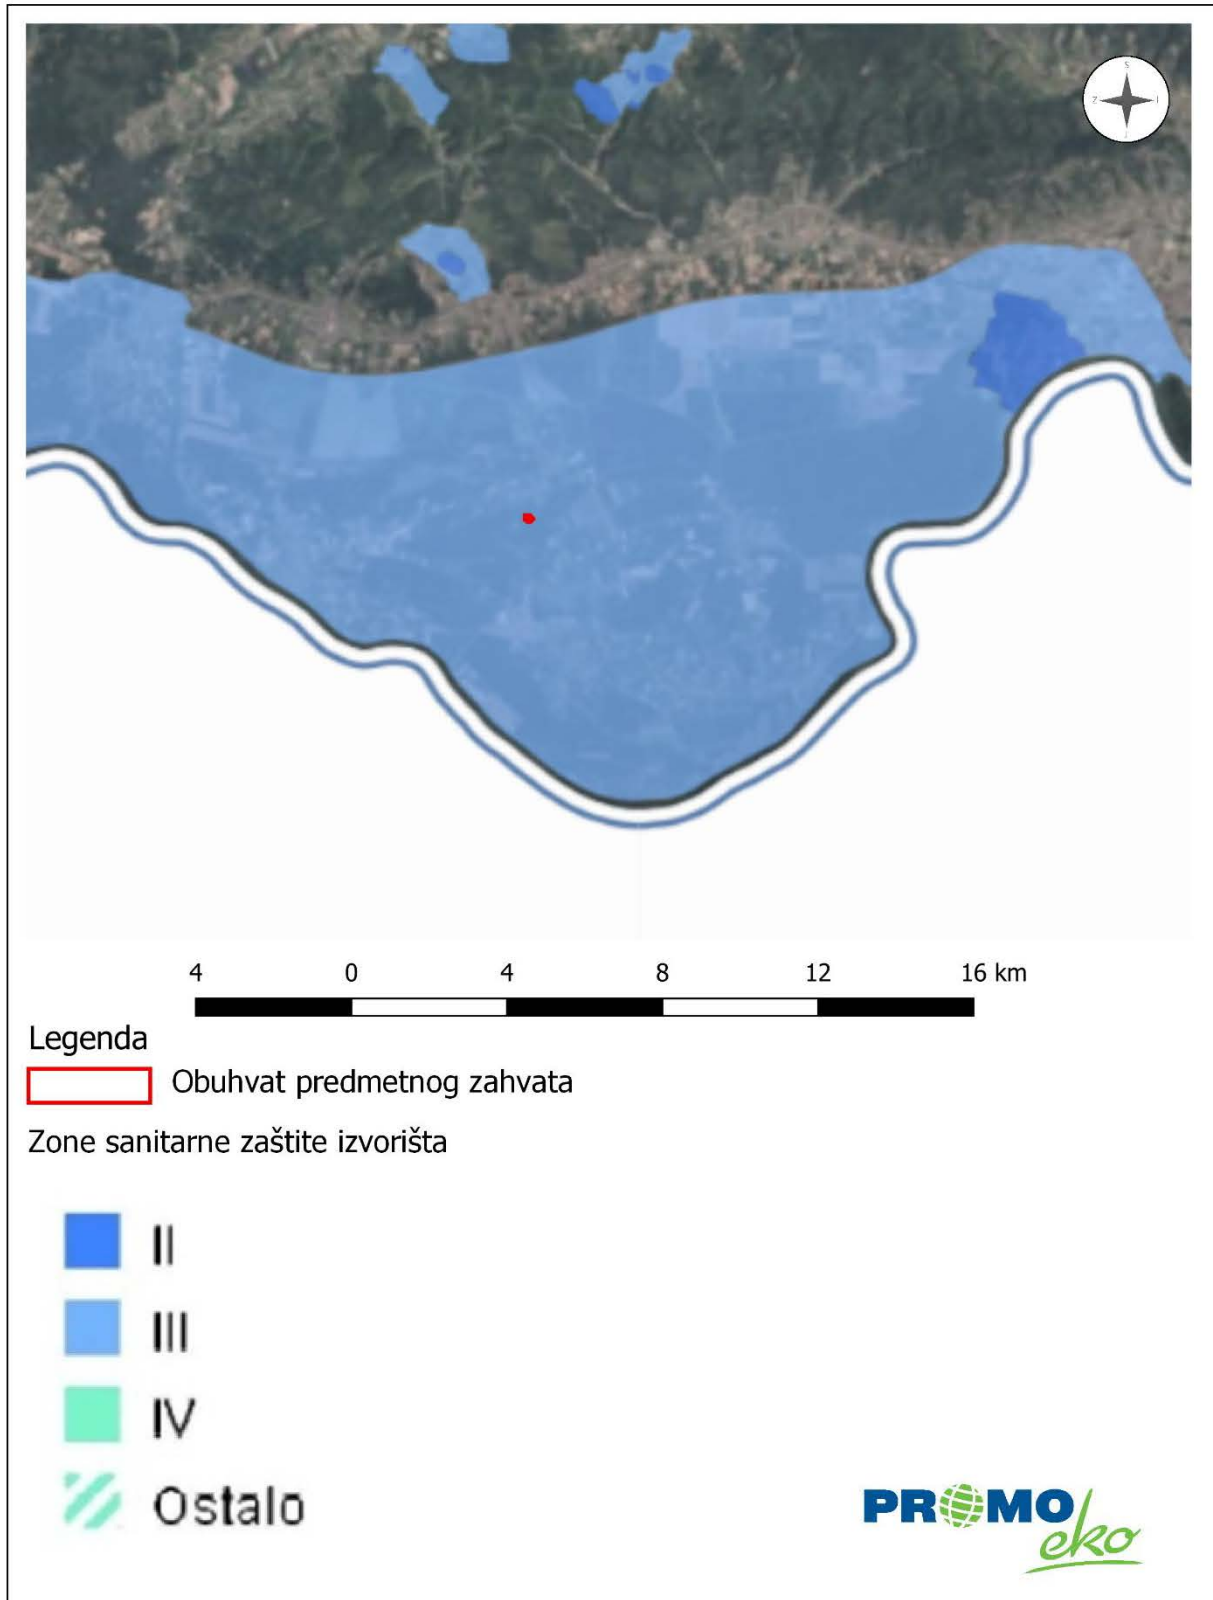 S
Z I
J
4 0 4 8 12 16 km
Legenda
Obuhvat predmetnog zahvata
Zone sanitarne zaštite izvorišta
II
III
IV
Ostalo
PROMO
eko